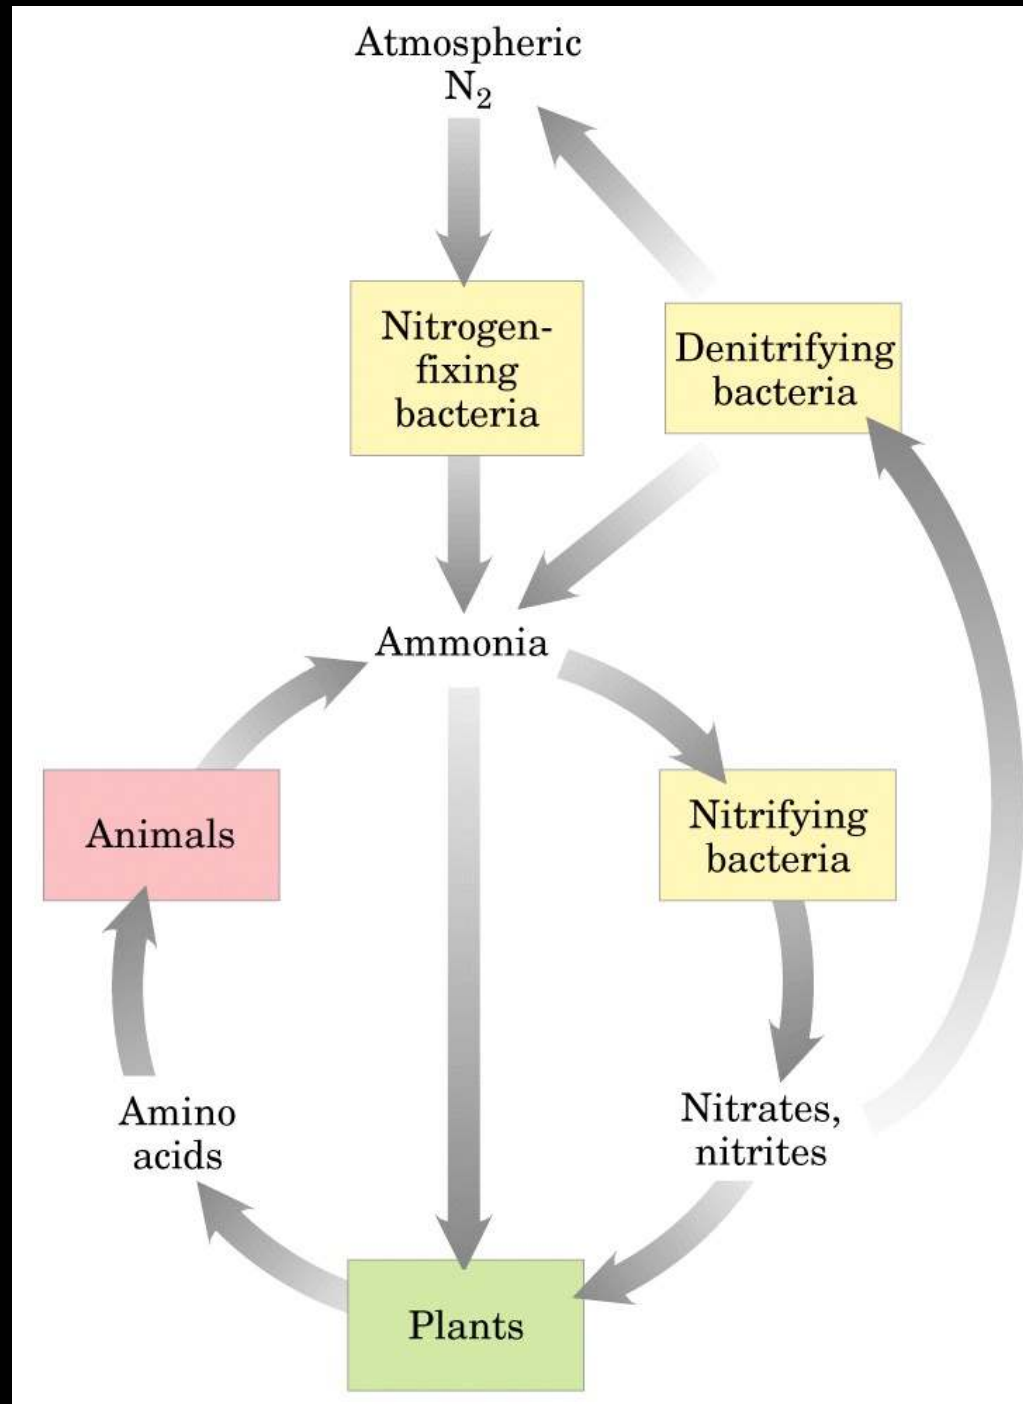 Atmospheric
N₂
Nitrogen-
fixing
bacteria
Denitrifying
bacteria
Ammonia
Animals
Nitrifying
bacteria
Amino
acids
Nitrates,
nitrites
Plants